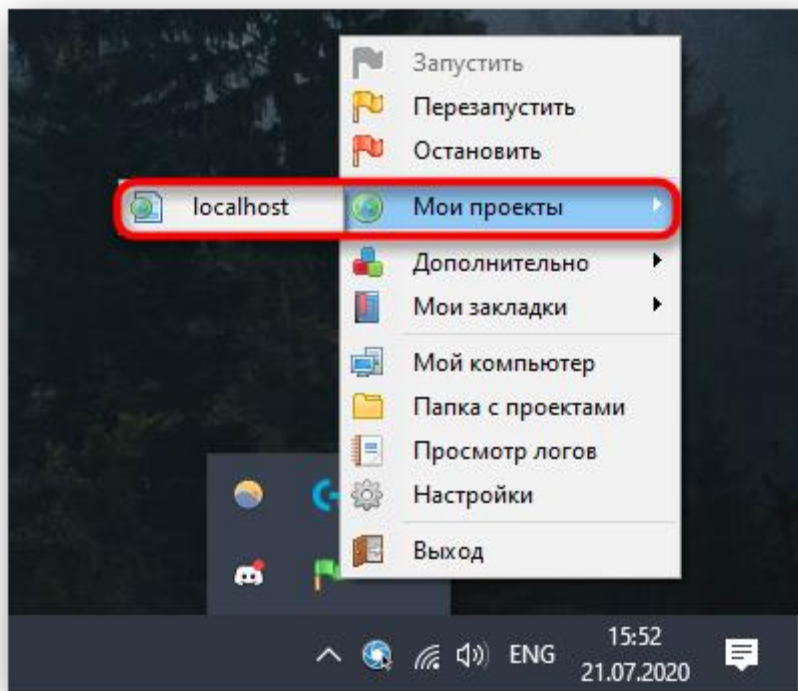 Запустить
Перезапустить
Остановить
localhost Мои проекты
Дополнительно
Мои закладки
Мой компьютер
Папка с проектами
Просмотр логов
Настройки
Выход
ENG 15:52
21.07.2020